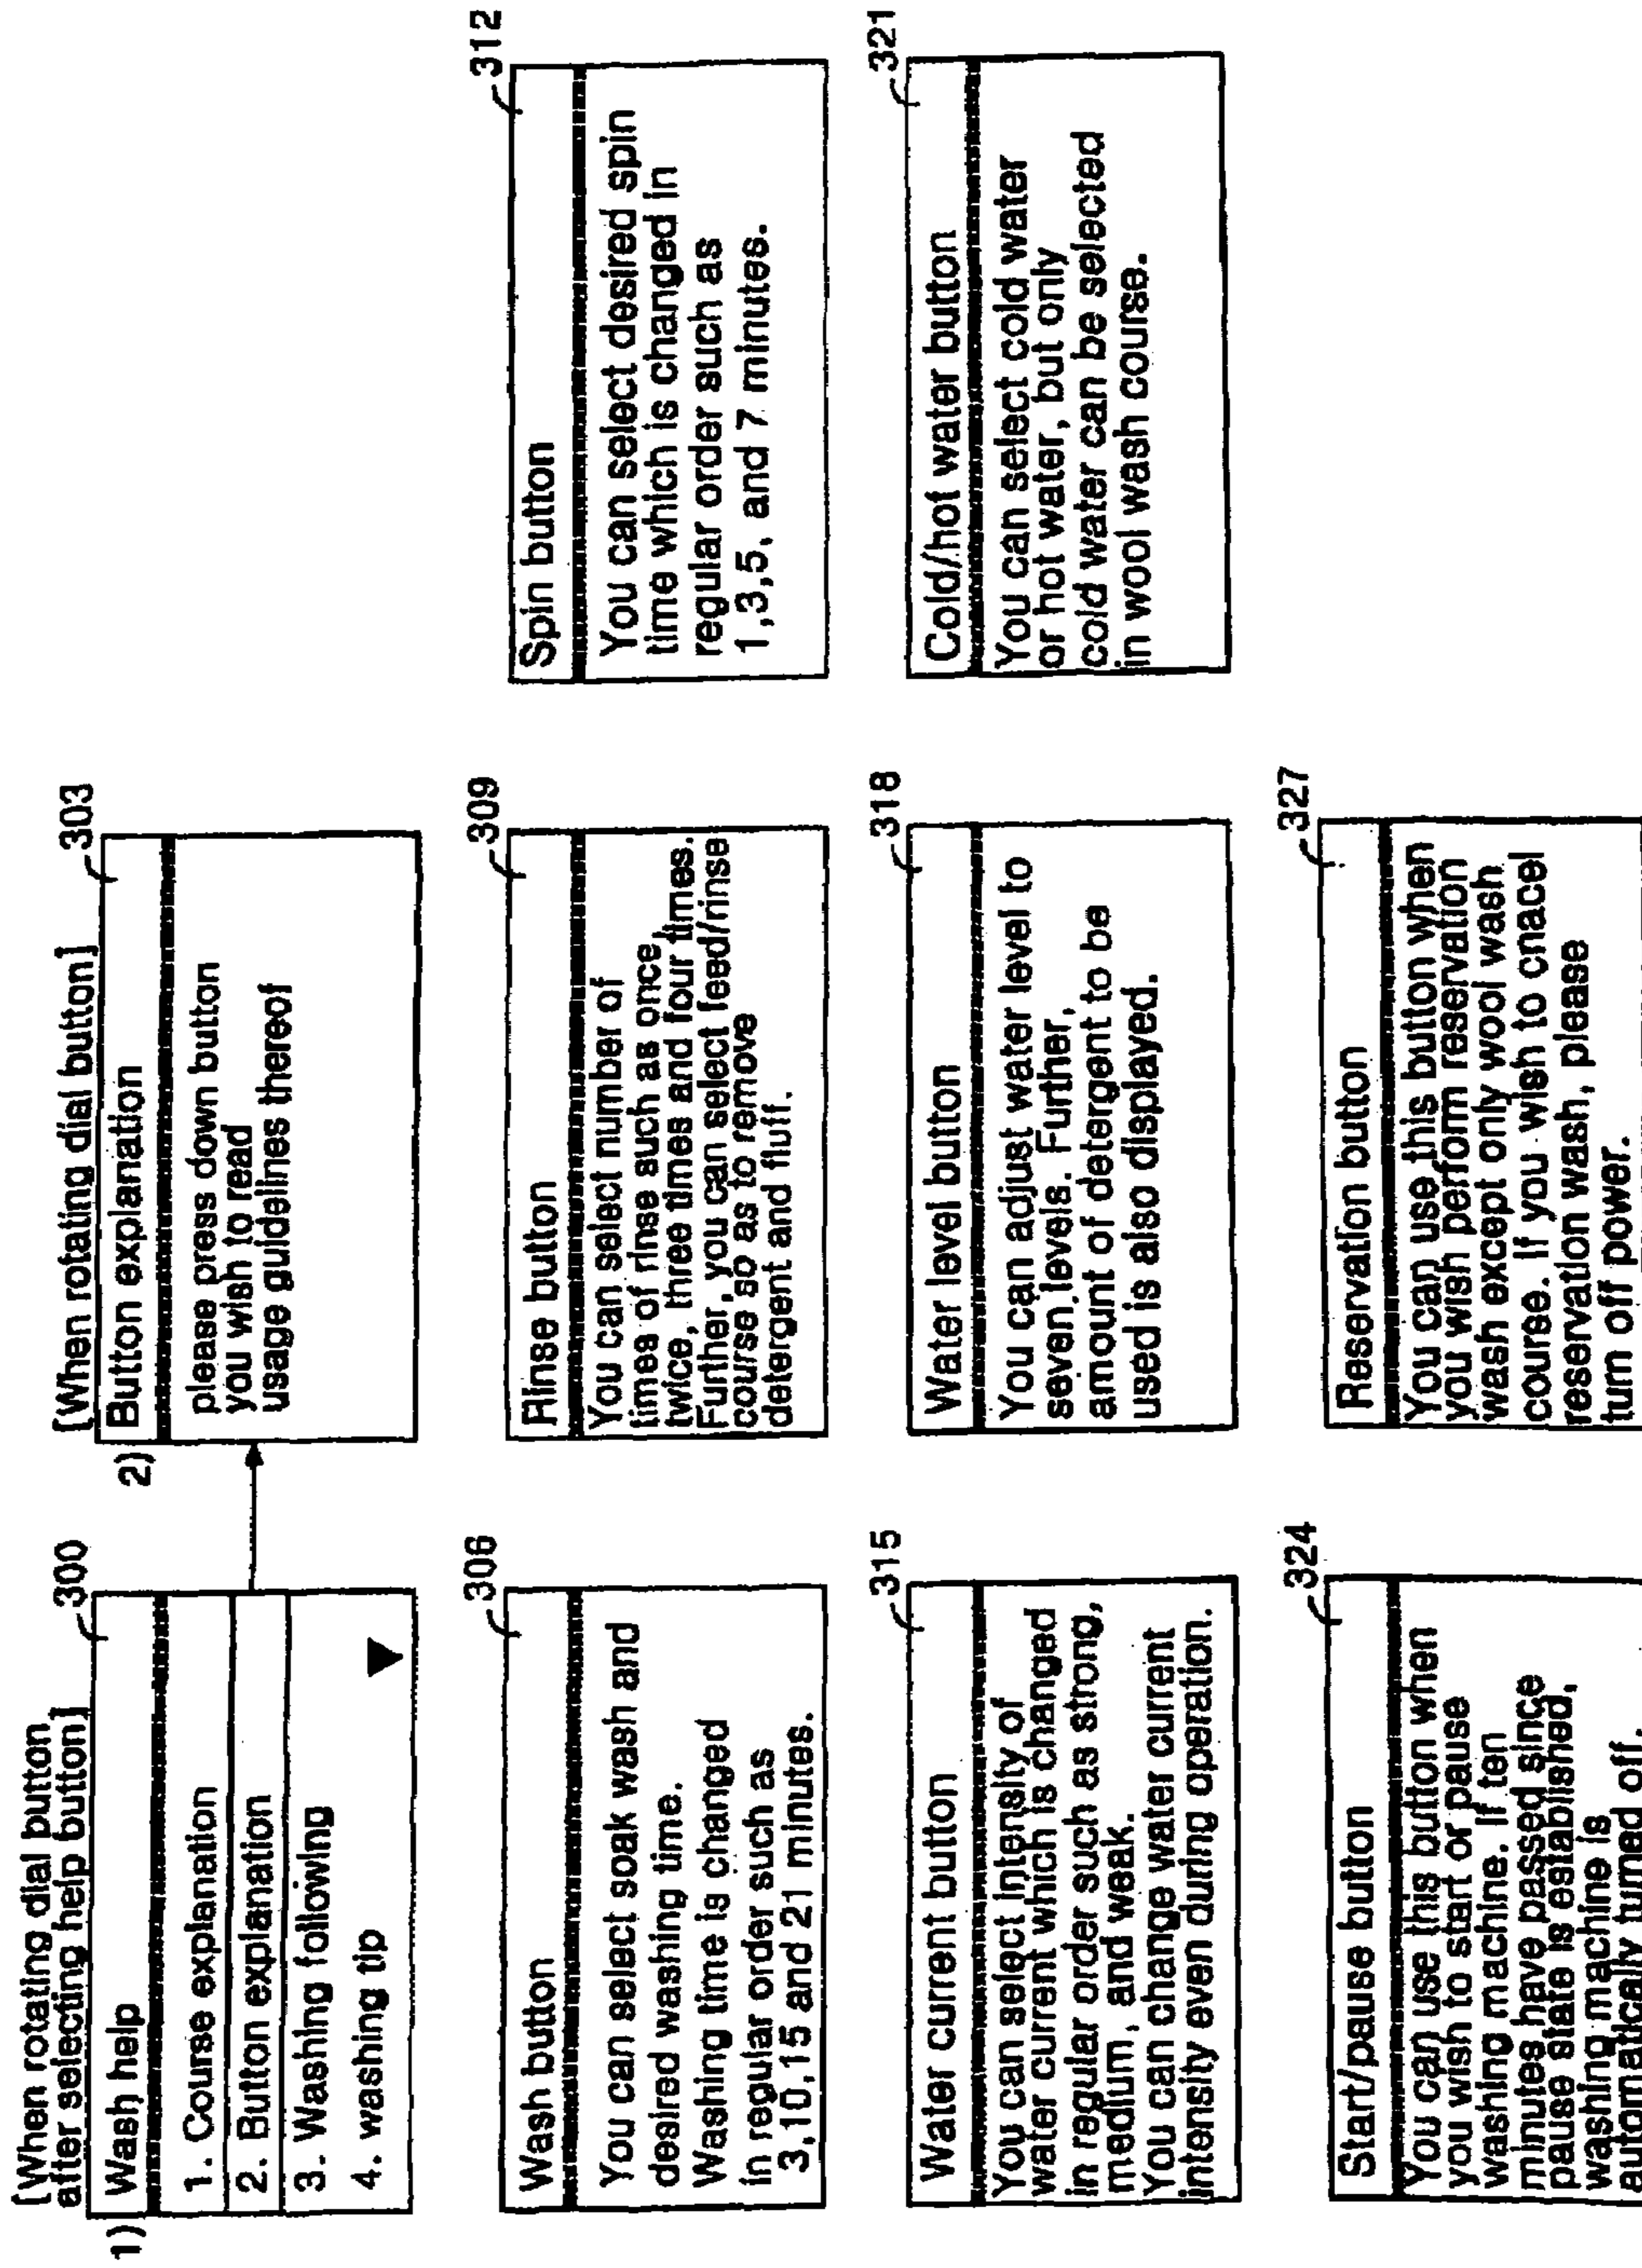 [When rotating dial button
after selecting help button]
1)
300
Wash help
1. Course explanation
2. Button explanation
3. Washing following
4. washing tip
[When rotating dial button]
2)
303
Button explanation
please press down button
you wish to read
usage guidelines thereof
306
Wash button
You can select soak wash and
desired washing time.
Washing time is changed
in regular order such as
3,10,15 and 21 minutes.
309
Rinse button
You can select number of
times of rinse such as once,
twice, three times and four times.
Further, you can select feed/rinse
course so as to remove
detergent and fluff.
312
Spin button
You can select desired spin
time which is changed in
regular order such as
1,3,5, and 7 minutes.
315
Water current button
You can select intensity of
water current which is changed
in regular order such as strong,
medium, and weak.
You can change water current
intensity even during operation.
318
Water level button
You can adjust water level to
seven levels. Further,
amount of detergent to be
used is also displayed.
321
Cold/hot water button
You can select cold water
or hot water, but only
cold water can be selected
in wool wash course.
324
Start/pause button
You can use this button when
you wish to start or pause
washing machine. If ten
minutes have passed since
pause state is established,
washing machine is
automatically turned off.
327
Reservation button
You can use this button when
you wish perform reservation
wash except only wool wash
course. If you wish to cnacel
reservation wash, please
turn off power.